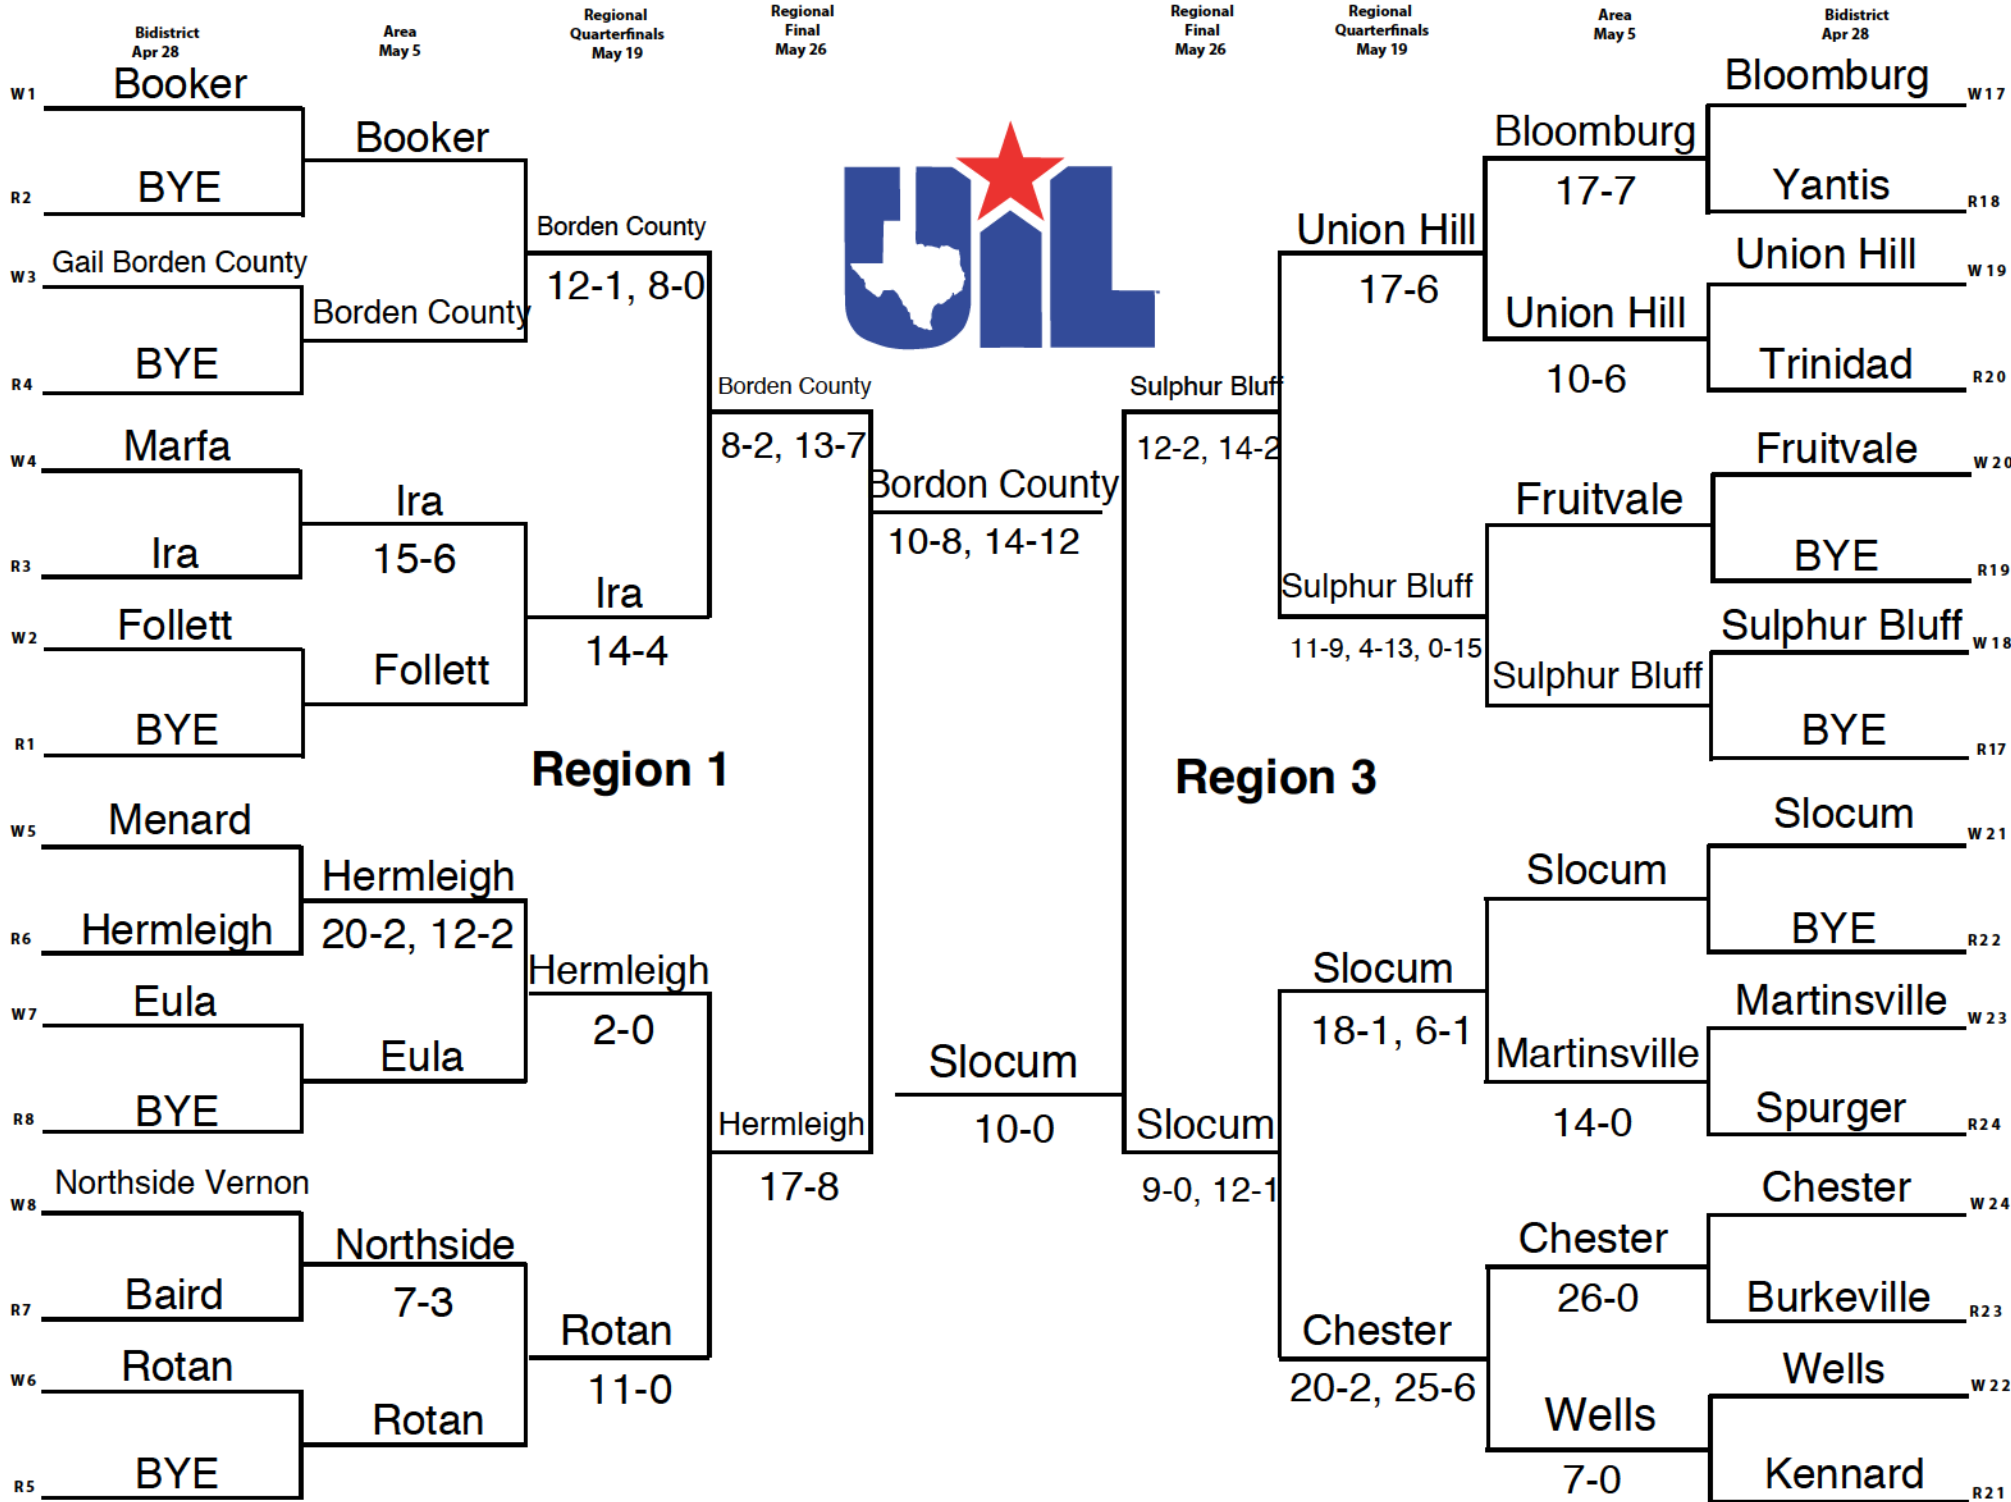 Bidistrict
Apr 28
Area
May 5
Regional
Quarterfinals
May 19
Regional
Final
May 26
Regional
Final
May 26
Regional
Quarterfinals
May 19
Area
May 5
Bidistrict
Apr 28
W1 Booker
R2 BYE
W3 Gail Borden County
R4 BYE
W4 Marfa
R3 Ira
W2 Follett
R1 BYE
W5 Menard
R6 Hermleigh
W7 Eula
R8 BYE
W8 Northside Vernon
R7 Baird
W6 Rotan
R5 BYE
Booker
Borden County
Ira
15-6
Follett
Hermleigh
20-2, 12-2
Eula
Northside
7-3
Rotan
Borden County
12-1, 8-0
Ira
14-4
Region 1
Hermleigh
2-0
Rotan
11-0
Borden County
8-2, 13-7
Hermleigh
17-8
UIL
Bordon County
10-8, 14-12
Slocum
10-0
Sulphur Bluff
12-2, 14-2
Slocum
9-0, 12-1
Union Hill
17-6
Sulphur Bluff
11-9, 4-13, 0-15
Region 3
Slocum
18-1, 6-1
Chester
20-2, 25-6
Bloomburg
17-7
Union Hill
10-6
Fruitvale
Sulphur Bluff
Slocum
Martinsville
14-0
Chester
26-0
Wells
7-0
Bloomburg W17
Yantis R18
Union Hill W19
Trinidad R20
Fruitvale W20
BYE R19
Sulphur Bluff W18
BYE R17
Slocum W21
BYE R22
Martinsville W23
Spurger R24
Chester W24
Burkeville R23
Wells W22
Kennard R21